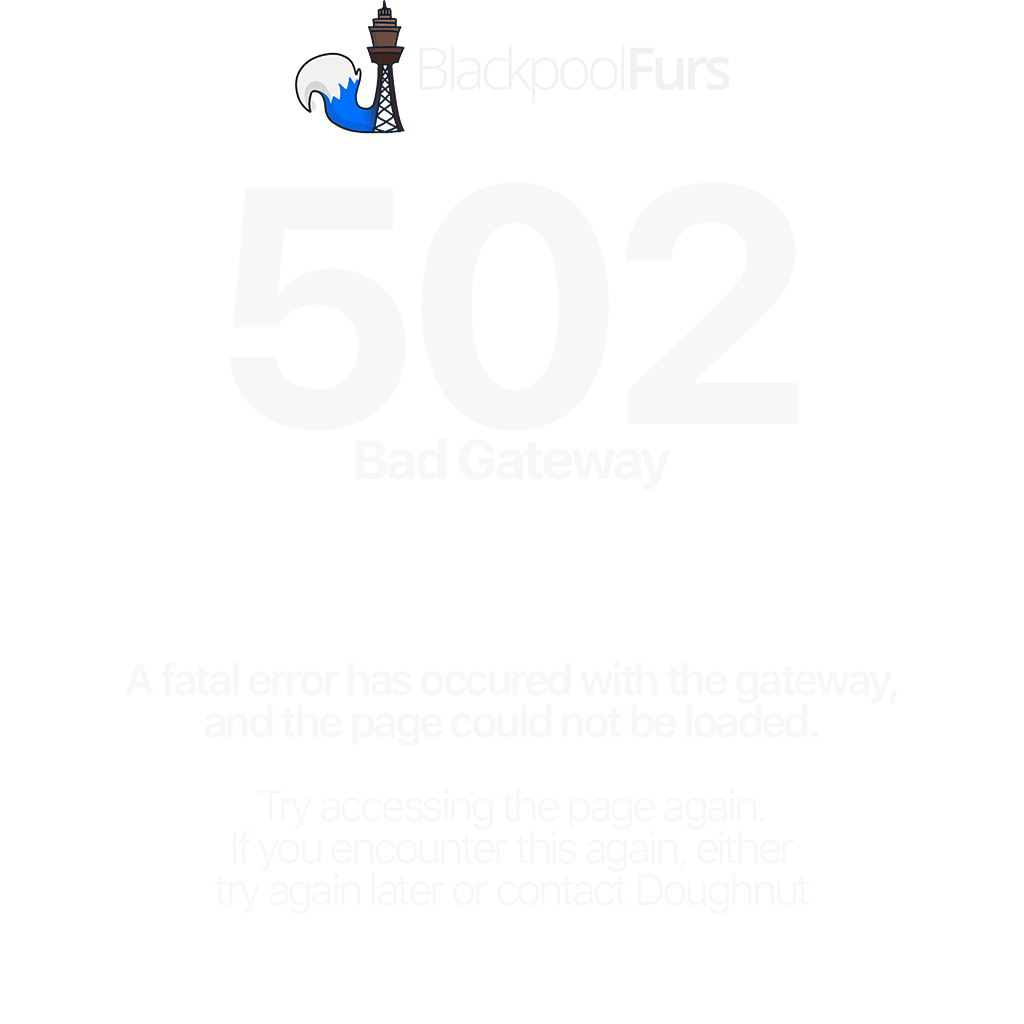 BlackpoolFurs
502
Bad Gateway
A fatal error has occured with the gateway,
and the page could not be loaded.
Try accessing the page again.
If you encounter this again, either
try again later or contact Doughnut